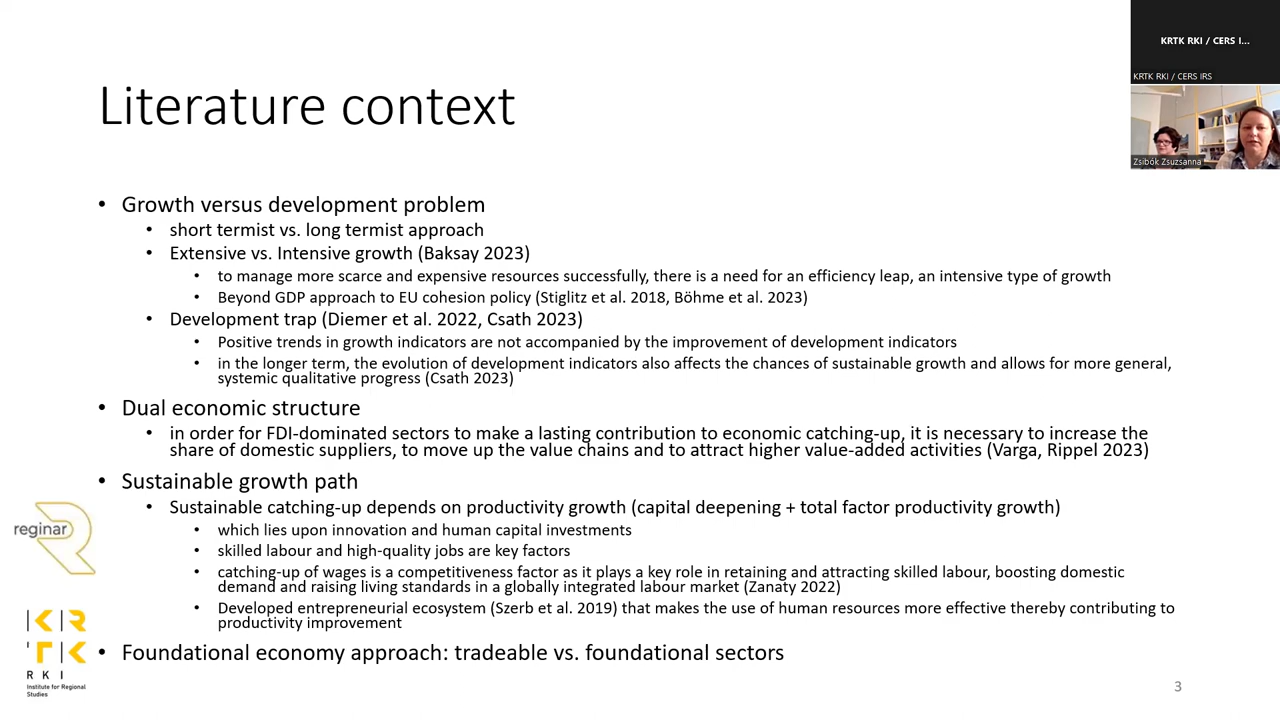 KRTK RKI / CERS I...
KRTK RKI / CERS IRS
Zsibók Zsuzsanna
Literature context
• Growth versus development problem
• short termist vs. long termist approach
• Extensive vs. Intensive growth (Baksay 2023)
• to manage more scarce and expensive resources successfully, there is a need for an efficiency leap, an intensive type of growth
• Beyond GDP approach to EU cohesion policy (Stiglitz et al. 2018, Böhme et al. 2023)
• Development trap (Diemer et al. 2022, Csath 2023)
• Positive trends in growth indicators are not accompanied by the improvement of development indicators
• in the longer term, the evolution of development indicators also affects the chances of sustainable growth and allows for more general,
systemic qualitative progress (Csath 2023)
• Dual economic structure
• in order for FDI-dominated sectors to make a lasting contribution to economic catching-up, it is necessary to increase the
share of domestic suppliers, to move up the value chains and to attract higher value-added activities (Varga, Rippel 2023)
• Sustainable growth path
• Sustainable catching-up depends on productivity growth (capital deepening + total factor productivity growth)
• which lies upon innovation and human capital investments
• skilled labour and high-quality jobs are key factors
• catching-up of wages is a competitiveness factor as it plays a key role in retaining and attracting skilled labour, boosting domestic
demand and raising living standards in a globally integrated labour market (Zanaty 2022)
• Developed entrepreneurial ecosystem (Szerb et al. 2019) that makes the use of human resources more effective thereby contributing to
productivity improvement
• Foundational economy approach: tradeable vs. foundational sectors
reginar
KR
TK
RKI
Institute for Regional
Studies
3